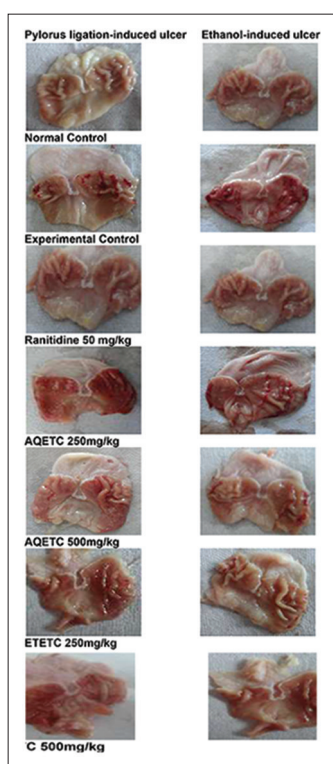 Pylorus ligation-induced ulcer Ethanol-induced ulcer
Normal Control
Experimental Control
Ranitidine 50 mg/kg
AQETC 250mg/kg
AQETC 500mg/kg
ETETC 250mg/kg
C 500mg/kg